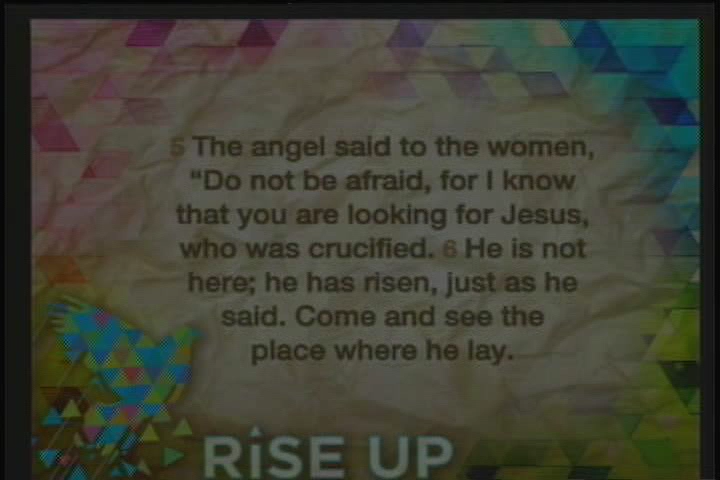 5 The angel said to the women,
"Do not be afraid, for I know
that you are looking for Jesus,
who was crucified. 6 He is not
here; he has risen, just as he
said. Come and see the
place where he lay.
RiSE UP